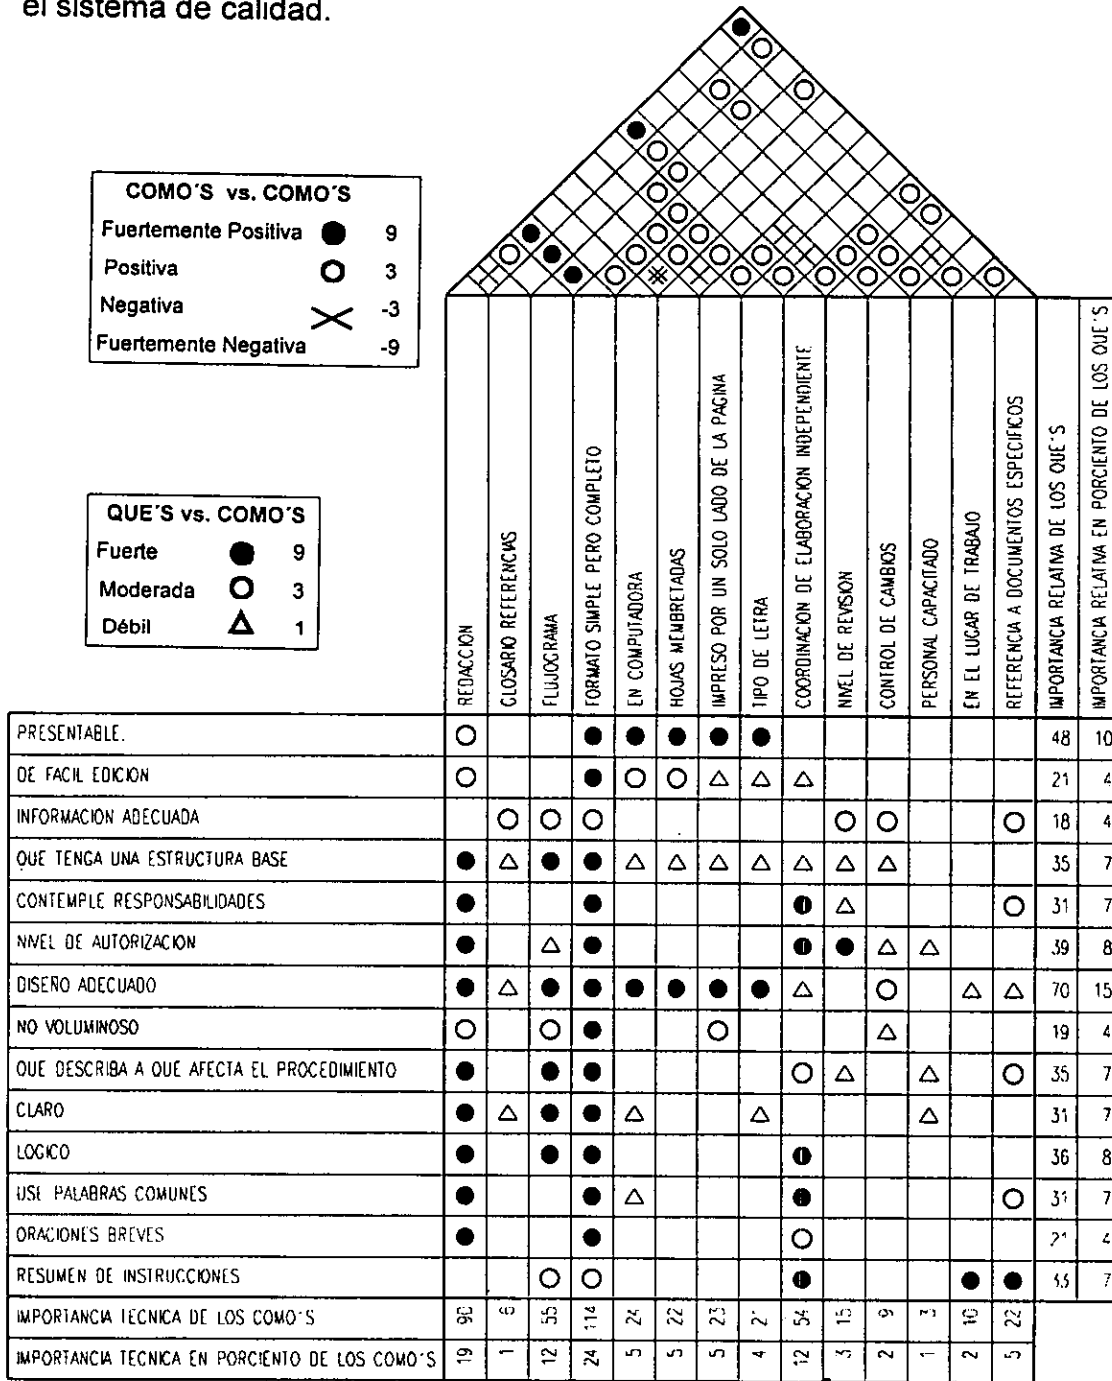 el sistema de calidad.
COMO'S vs. COMO'S
Fuertemente Positiva 9
Positiva 3
Negativa -3
Fuertemente Negativa -9
QUE'S vs. COMO'S
Fuerte 9
Moderada 3
Débil 1
REDACCION
GLOSARIO REFERENCIAS
FLUJOGRAMA
FORMATO SIMPLE PERO COMPLETO
EN COMPUTADORA
HOJAS MEMBRETADAS
IMPRESO POR UN SOLO LADO DE LA PAGINA
TIPO DE LETRA
COORDINACION DE ELABORACION INDEPENDIENTE
NIVEL DE REVISION
CONTROL DE CAMBIOS
PERSONAL CAPACITADO
EN EL LUGAR DE TRABAJO
REFERENCIA A DOCUMENTOS ESPECIFICOS
IMPORTANCIA RELATIVA DE LOS QUE'S
IMPORTANCIA RELATIVA EN PORCIENTO DE LOS QUE'S
PRESENTABLE. 48 10
DE FACIL EDICION 21 4
INFORMACION ADECUADA 18 4
QUE TENGA UNA ESTRUCTURA BASE 35 7
CONTEMPLE RESPONSABILIDADES 31 7
NIVEL DE AUTORIZACION 39 8
DISEÑO ADECUADO 70 15
NO VOLUMINOSO 19 4
QUE DESCRIBA A QUE AFECTA EL PROCEDIMIENTO 35 7
CLARO 31 7
LOGICO 36 8
USE PALABRAS COMUNES 31 7
ORACIONES BREVES 21 4
RESUMEN DE INSTRUCCIONES 7
IMPORTANCIA TECNICA DE LOS COMO'S 90 6 55 114 24 22 23 21 54 15 9 3 10 22
IMPORTANCIA TECNICA EN PORCIENTO DE LOS COMO'S 19 1 12 24 5 5 5 4 12 3 2 1 2 5